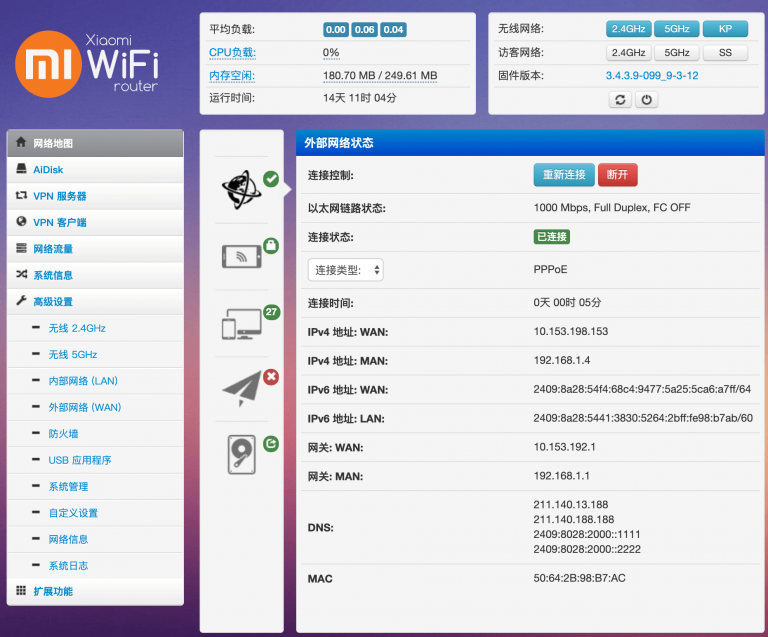 Xiaomi
WiFi
router
平均负载: 0.00 0.06 0.04
CPU负载: 0%
内存空闲: 180.70 MB / 249.61 MB
运行时间: 14天 11时 04分
无线网络: 2.4GHz 5GHz KP
访客网络: 2.4GHz 5GHz SS
固件版本: 3.4.3.9-099_9-3-12
网络地图
AiDisk
VPN 服务器
VPN 客户端
网络流量
系统信息
高级设置
无线 2.4GHz
无线 5GHz
内部网络 (LAN)
外部网络 (WAN)
防火墙
USB 应用程序
系统管理
自定义设置
网络信息
系统日志
扩展功能
27
外部网络状态
连接控制: 重新连接 断开
以太网链路状态: 1000 Mbps, Full Duplex, FC OFF
连接状态: 已连接
连接类型: PPPoE
连接时间: 0天 00时 05分
IPv4 地址: WAN: 10.153.198.153
IPv4 地址: MAN: 192.168.1.4
IPv6 地址: WAN: 2409:8a28:54f4:68c4:9477:5a25:5ca6:a7ff/64
IPv6 地址: LAN: 2409:8a28:5441:3830:5264:2bff:fe98:b7ab/60
网关: WAN: 10.153.192.1
网关: MAN: 192.168.1.1
DNS: 211.140.13.188
211.140.188.188
2409:8028:2000::1111
2409:8028:2000::2222
MAC 50:64:2B:98:B7:AC